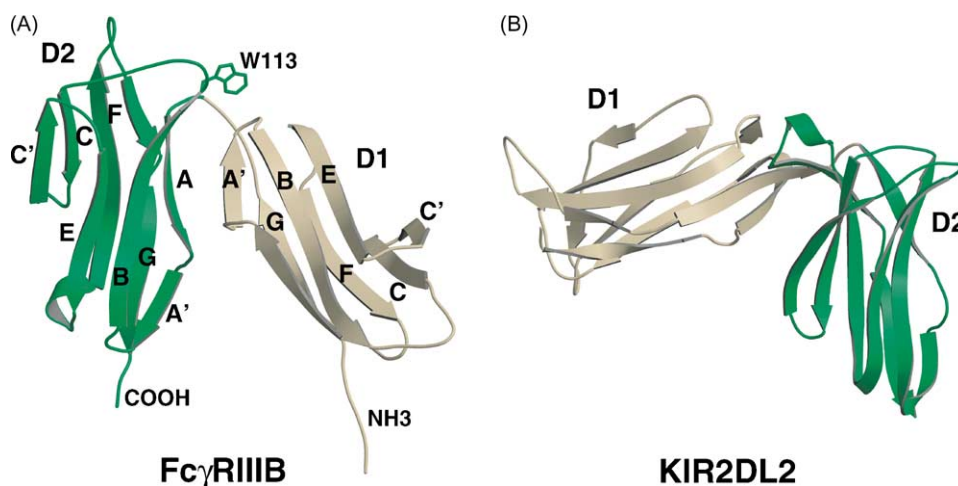 (A)
D2
W113
F
C
C'
A
E
G
B
A'
COOH
D1
A'
B
E
C'
G
F
C
NH3
FcγRIIIB
(B)
D1
D2
KIR2DL2